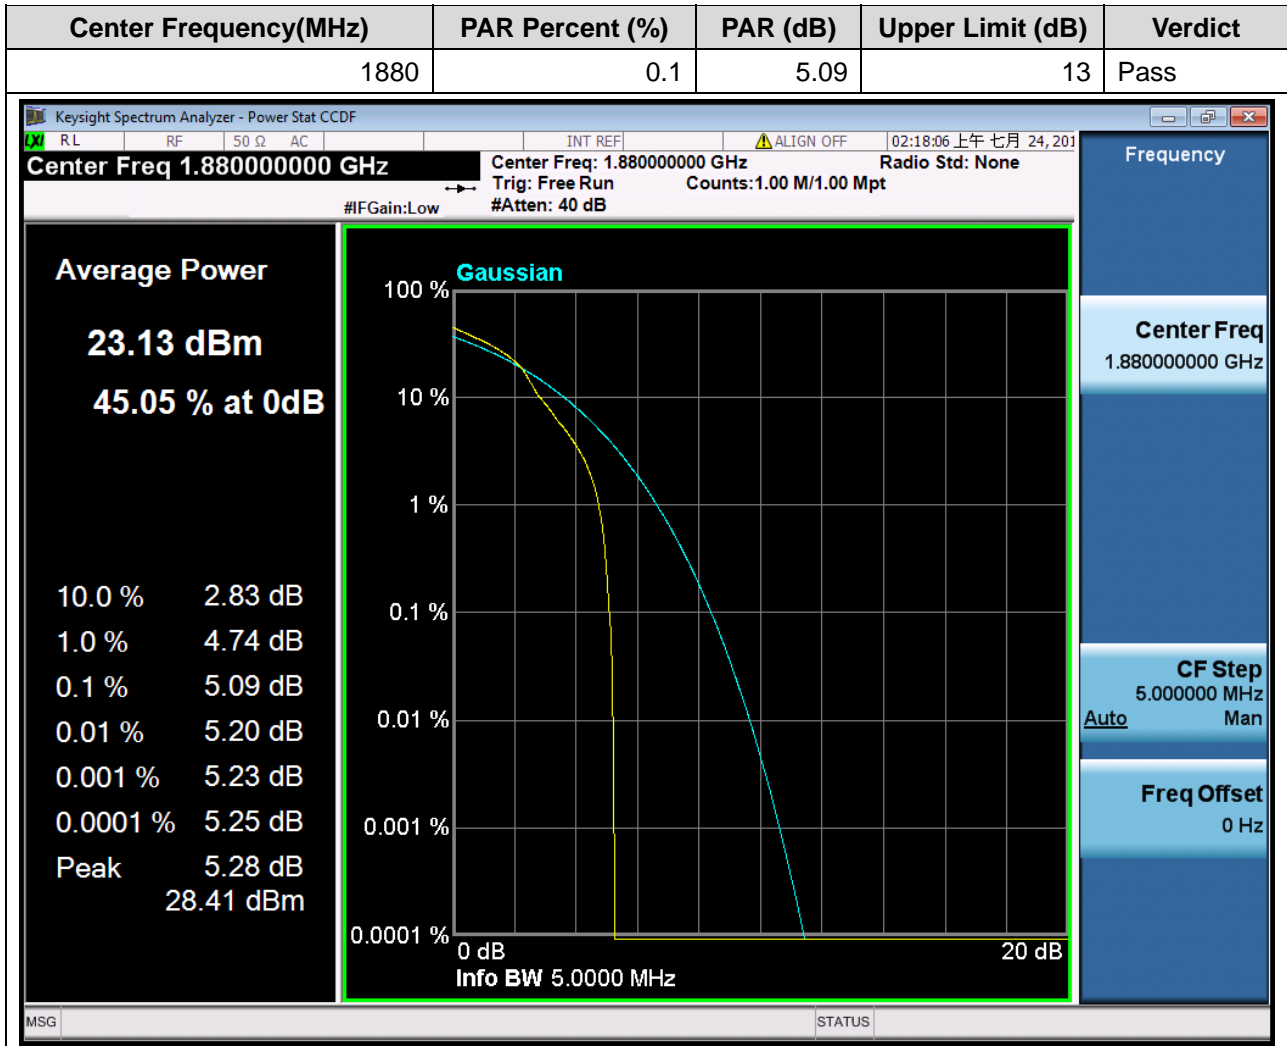 Center Frequency(MHz) PAR Percent (%) PAR (dB) Upper Limit (dB) Verdict
1880 0.1 5.09 13 Pass
Keysight Spectrum Analyzer - Power Stat CCDF
LXI RL RF 50 Ω AC INT REF ALIGN OFF 02:18:06 上午 七月 24, 201
Center Freq 1.880000000 GHz
Center Freq: 1.880000000 GHz Radio Std: None
Trig: Free Run Counts:1.00 M/1.00 Mpt
#IFGain:Low #Atten: 40 dB
Frequency
Average Power
23.13 dBm
45.05 % at 0dB
10.0 % 2.83 dB
1.0 % 4.74 dB
0.1 % 5.09 dB
0.01 % 5.20 dB
0.001 % 5.23 dB
0.0001 % 5.25 dB
Peak 5.28 dB
28.41 dBm
Gaussian
100 %
10 %
1 %
0.1 %
0.01 %
0.001 %
0.0001 %
0 dB 20 dB
Info BW 5.0000 MHz
Center Freq
1.880000000 GHz
CF Step
5.000000 MHz
Auto Man
Freq Offset
0 Hz
MSG STATUS